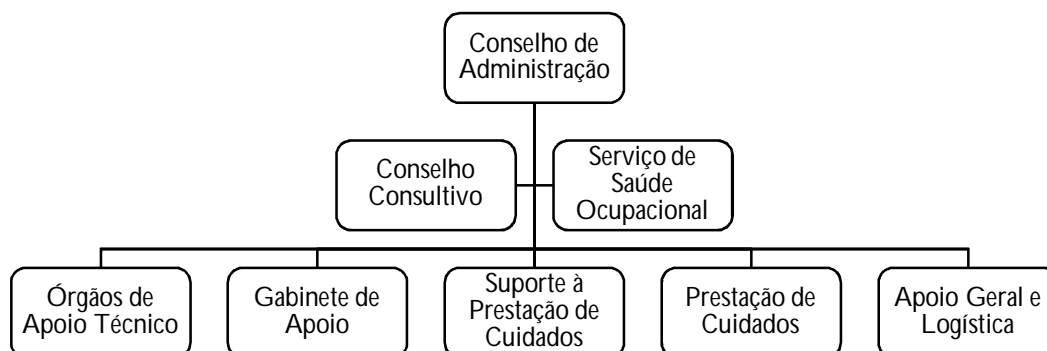 Conselho de
Administração
Conselho
Consultivo
Serviço de
Saúde
Ocupacional
Órgãos de
Apoio Técnico
Gabinete de
Apoio
Suporte à
Prestação de
Cuidados
Prestação de
Cuidados
Apoio Geral e
Logística